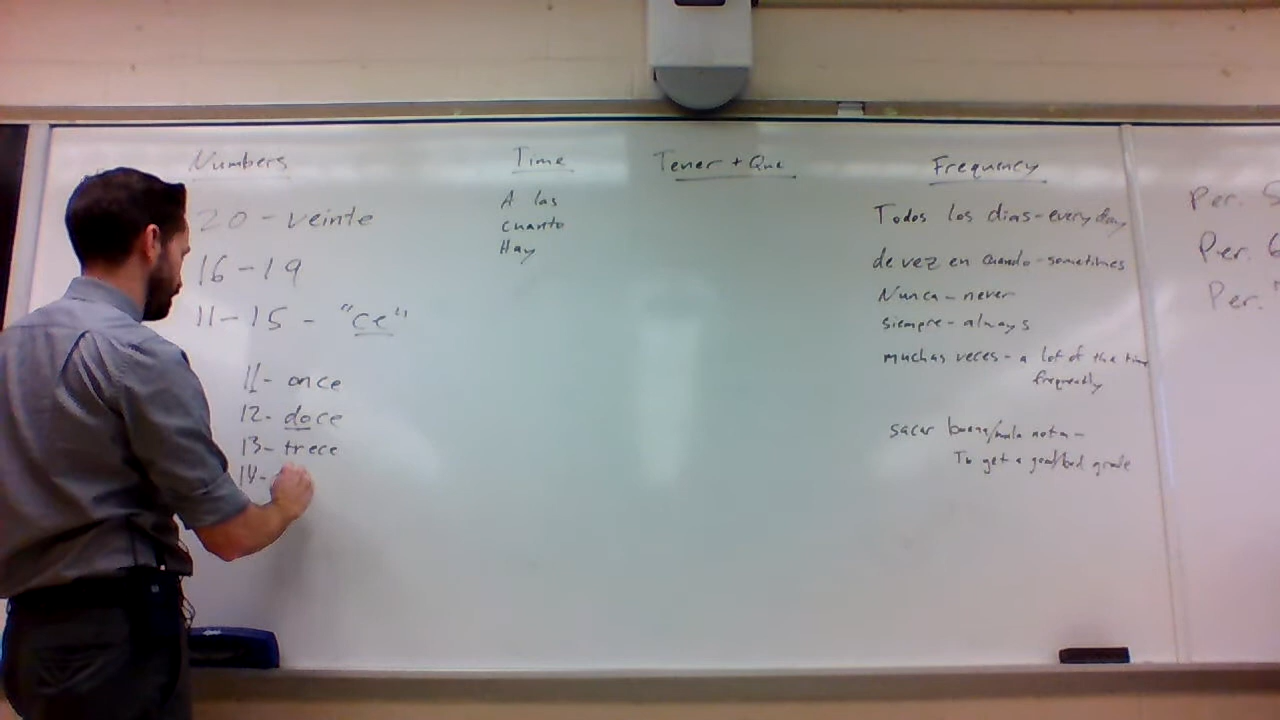 Numbers
20 - veinte
16 - 19
11 - 15 - "ce"
11 - once
12 - doce
13 - trece
14 -
Time
A las
cuanto
Hay
Tener + Que
Frequency
Todos los dias - every day
de vez en cuando - sometimes
Nunca - never
siempre - always
muchas veces - a lot of the time
frequently
sacar buena/mala nota -
To get a good/bad grade
Per. 5
Per. 6
Per.